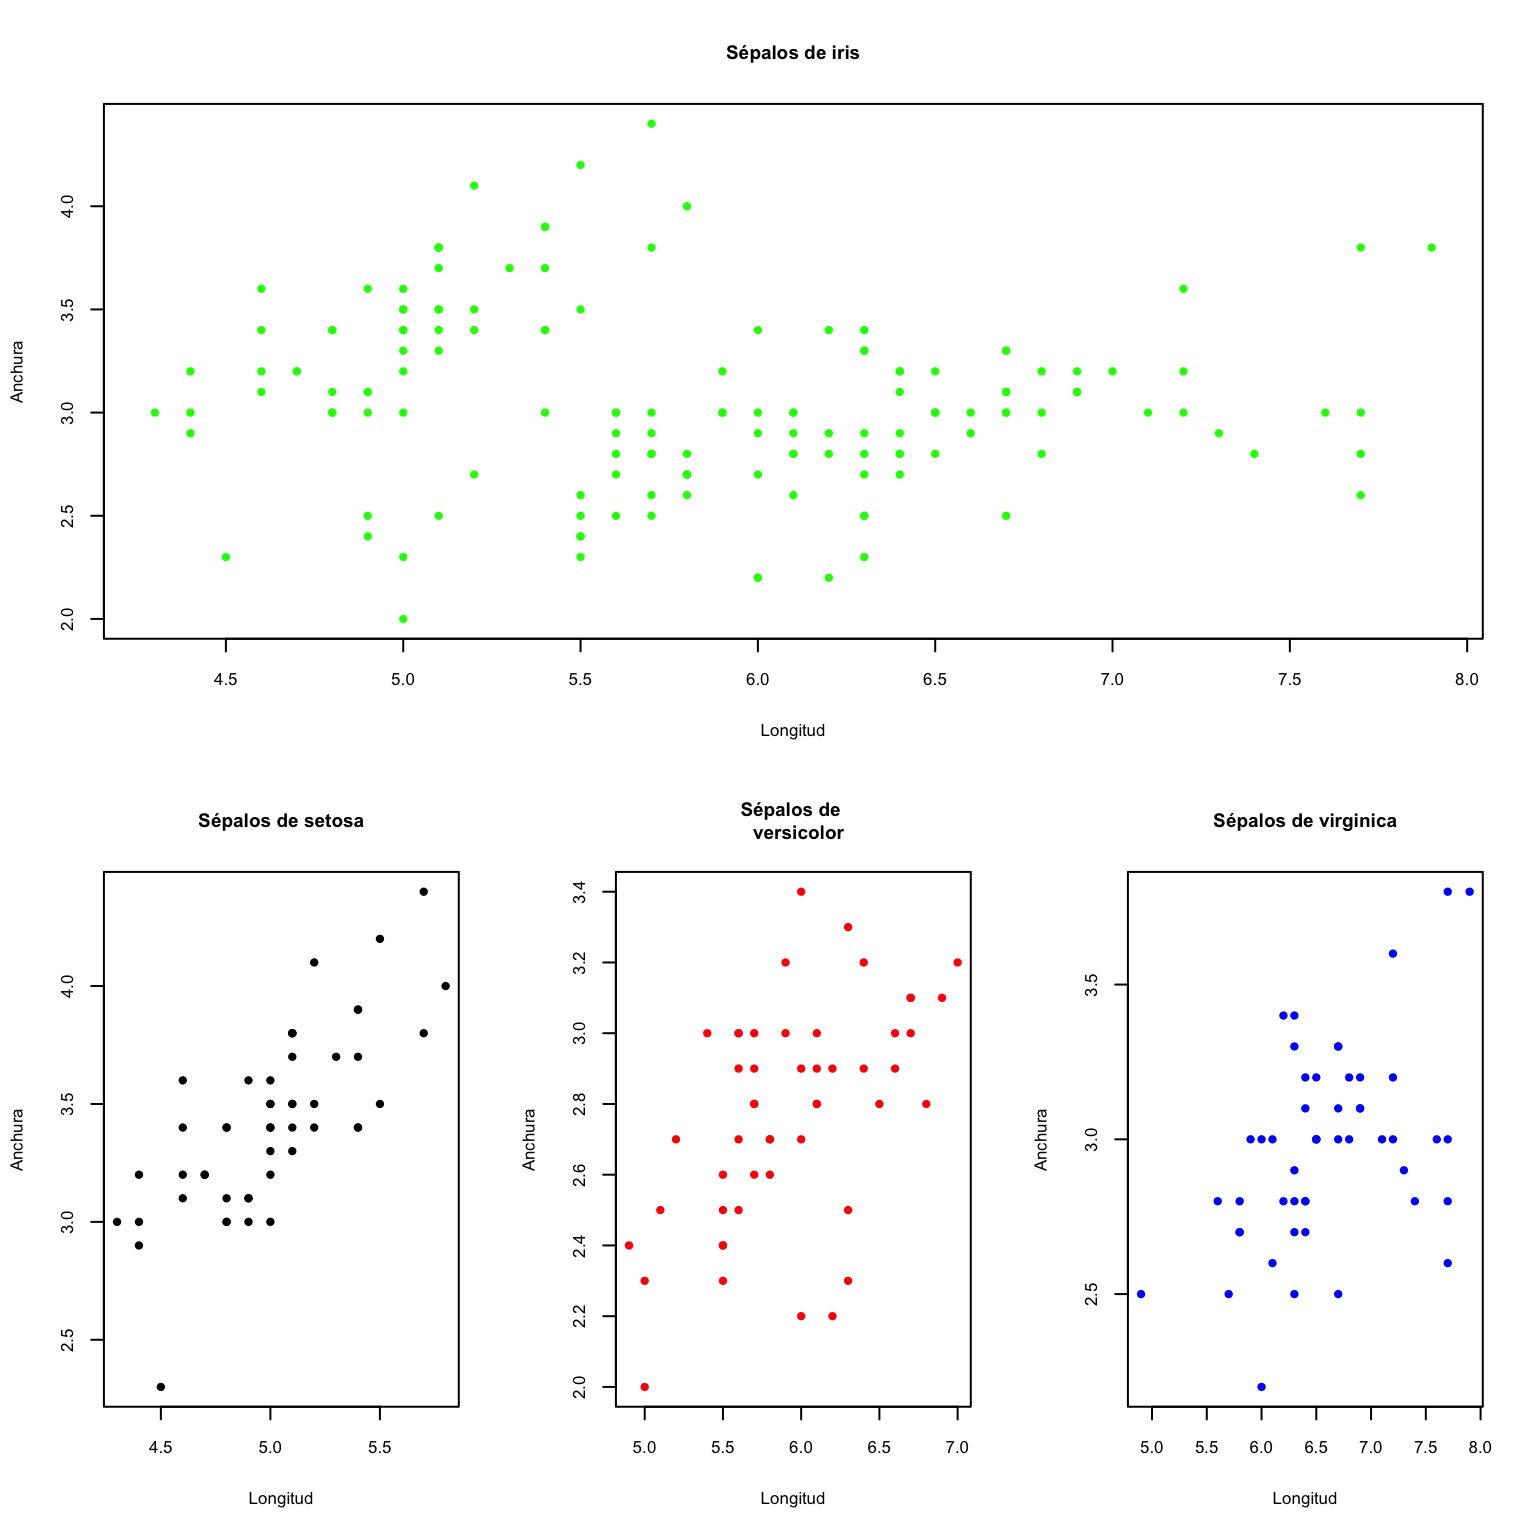 Sépalos de iris
Anchura
4.0
3.5
3.0
2.5
2.0
4.5 5.0 5.5 6.0 6.5 7.0 7.5 8.0
Longitud
Sépalos de setosa
Anchura
4.0
3.5
3.0
2.5
4.5 5.0 5.5
Longitud
Sépalos de
versicolor
Anchura
3.4
3.2
3.0
2.8
2.6
2.4
2.2
2.0
5.0 5.5 6.0 6.5 7.0
Longitud
Sépalos de virginica
Anchura
3.5
3.0
2.5
5.0 5.5 6.0 6.5 7.0 7.5 8.0
Longitud